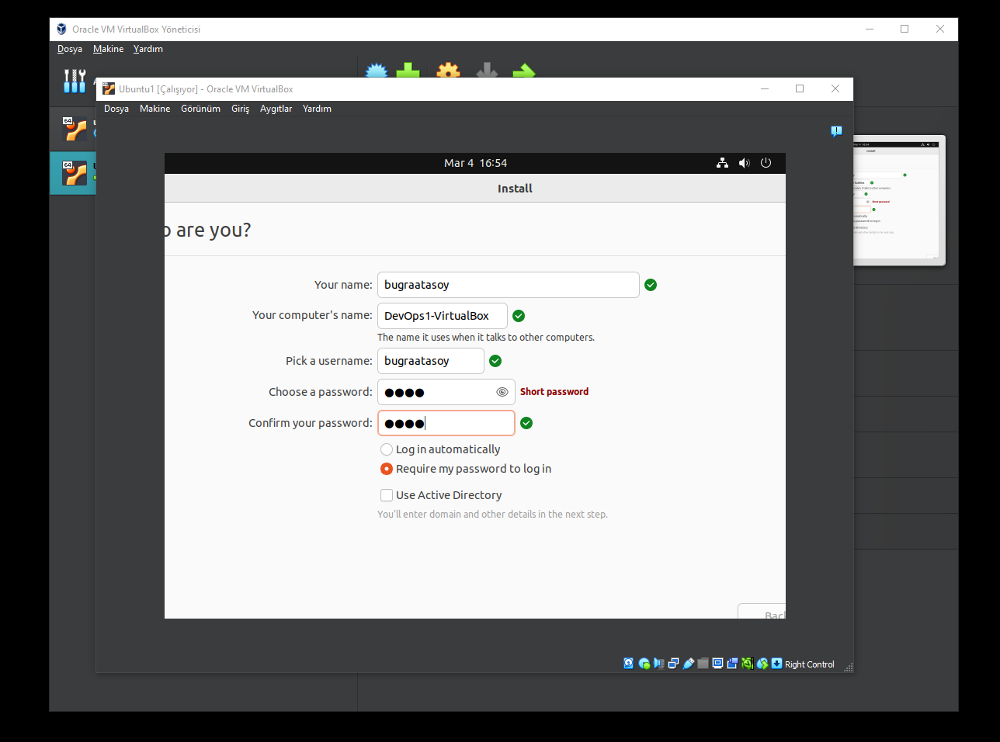 Oracle VM VirtualBox Yöneticisi
Dosya Makine Yardım
Ubuntu1 [Çalışıyor] - Oracle VM VirtualBox
Dosya Makine Görünüm Giriş Aygıtlar Yardım
64
64
Mar 4 16:54
Install
o are you?
Your name: bugraatasoy
Your computer's name: DevOps1-VirtualBox
The name it uses when it talks to other computers.
Pick a username: bugraatasoy
Choose a password: ●●●● Short password
Confirm your password: ●●●●
Log in automatically
Require my password to log in
Use Active Directory
You'll enter domain and other details in the next step.
Back
Right Control